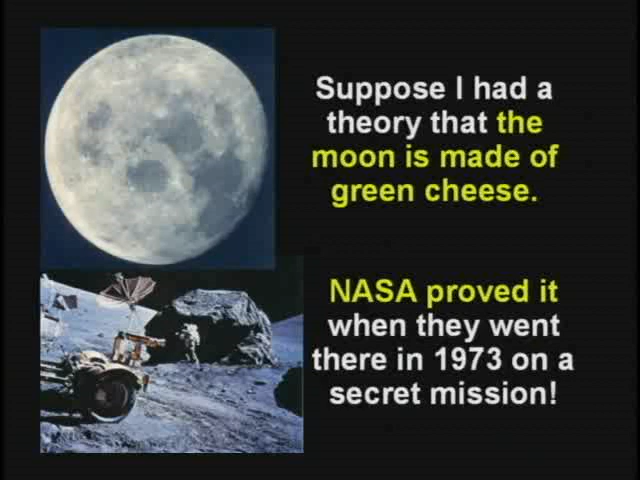 Suppose I had a
theory that the
moon is made of
green cheese.
NASA proved it
when they went
there in 1973 on a
secret mission!